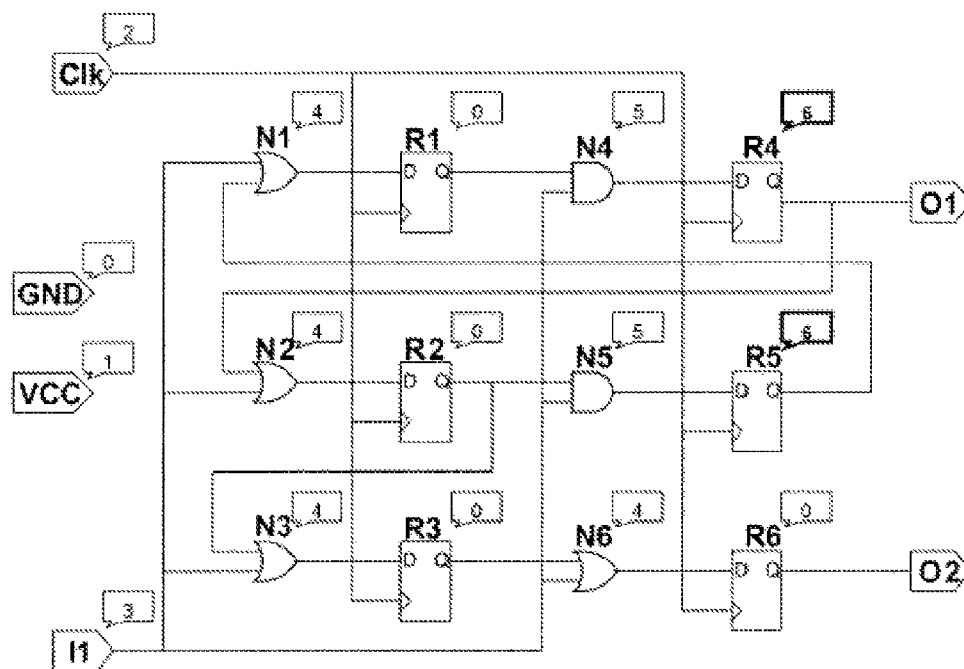 2
Clk
4 0 5 6
N1 R1 N4 R4
D Q D Q
O1
0
GND
4 0 5 6
N2 R2 N5 R5
1
VCC
D Q D Q
4 0 4 0
N3 R3 N6 R6
D Q D Q
O2
3
I1